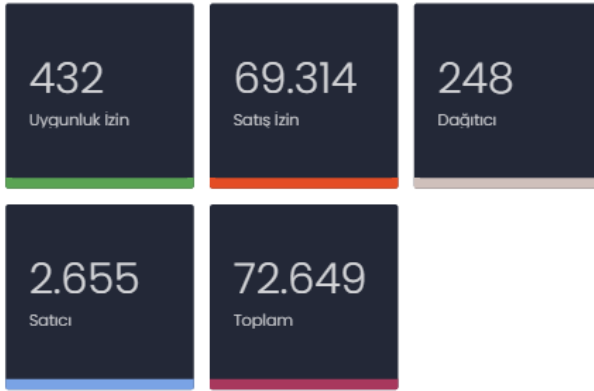 432
Uygunluk İzin
69.314
Satış İzin
248
Dağıtıcı
2.655
Satıcı
72.649
Toplam